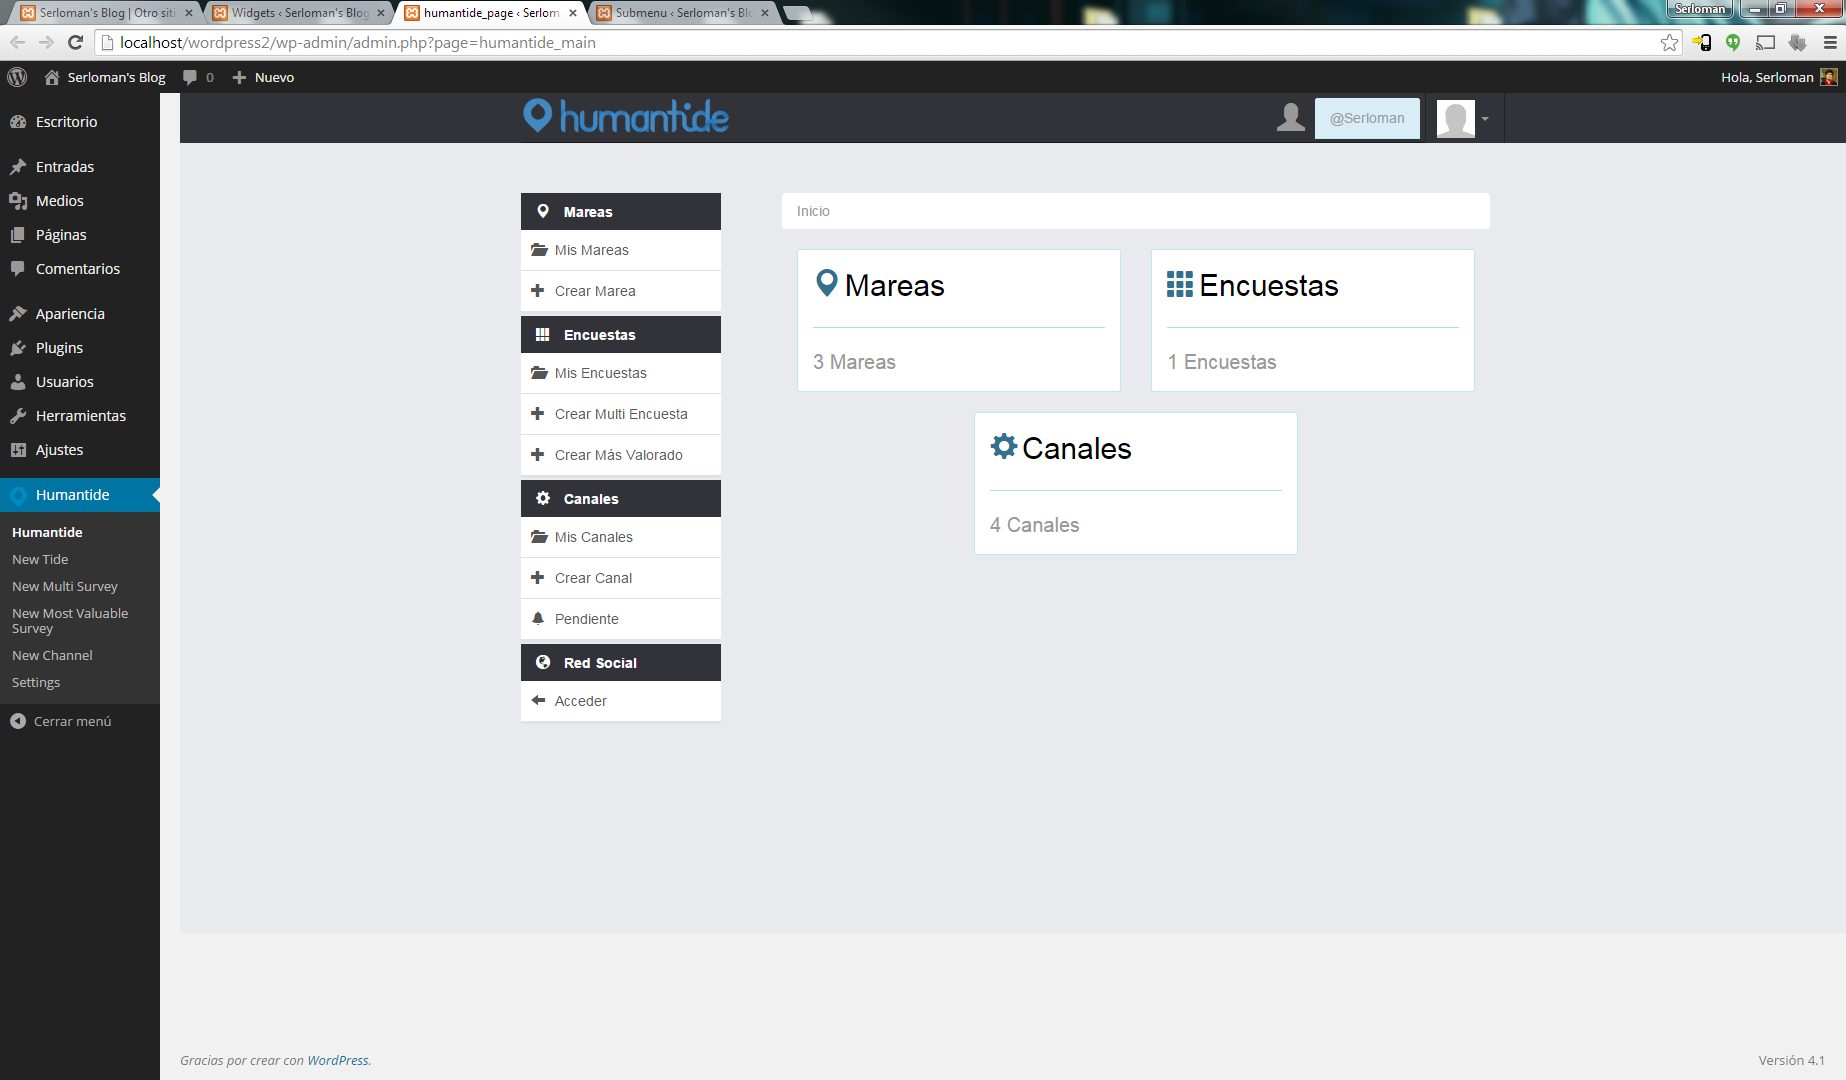 Serloman's Blog | Otro siti
Widgets ‹ Serloman's Blog
humantide_page ‹ Serlom
Submenu ‹ Serloman's Blo
Serloman
localhost/wordpress2/wp-admin/admin.php?page=humantide_main
Serloman's Blog
0
Nuevo
Hola, Serloman
Escritorio
Entradas
Medios
Páginas
Comentarios
Apariencia
Plugins
Usuarios
Herramientas
Ajustes
Humantide
Humantide
New Tide
New Multi Survey
New Most Valuable
Survey
New Channel
Settings
Cerrar menú
humantide
@Serloman
Mareas
Mis Mareas
Crear Marea
Encuestas
Mis Encuestas
Crear Multi Encuesta
Crear Más Valorado
Canales
Mis Canales
Crear Canal
Pendiente
Red Social
Acceder
Inicio
Mareas
3 Mareas
Encuestas
1 Encuestas
Canales
4 Canales
Gracias por crear con WordPress.
Versión 4.1